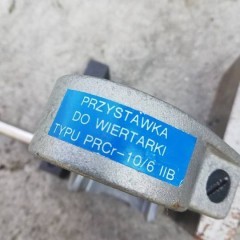 PRZYSTAWKA
DO WIERTARKI
TYPU PRCr-10/6 IIB